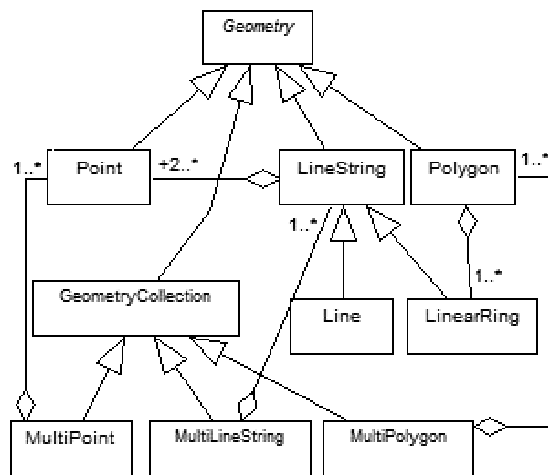 Geometry
1..*
Point
+2..*
LineString
Polygon
1..*
1..*
1..*
GeometryCollection
Line
LinearRing
MultiPoint
MultiLineString
MultiPolygon